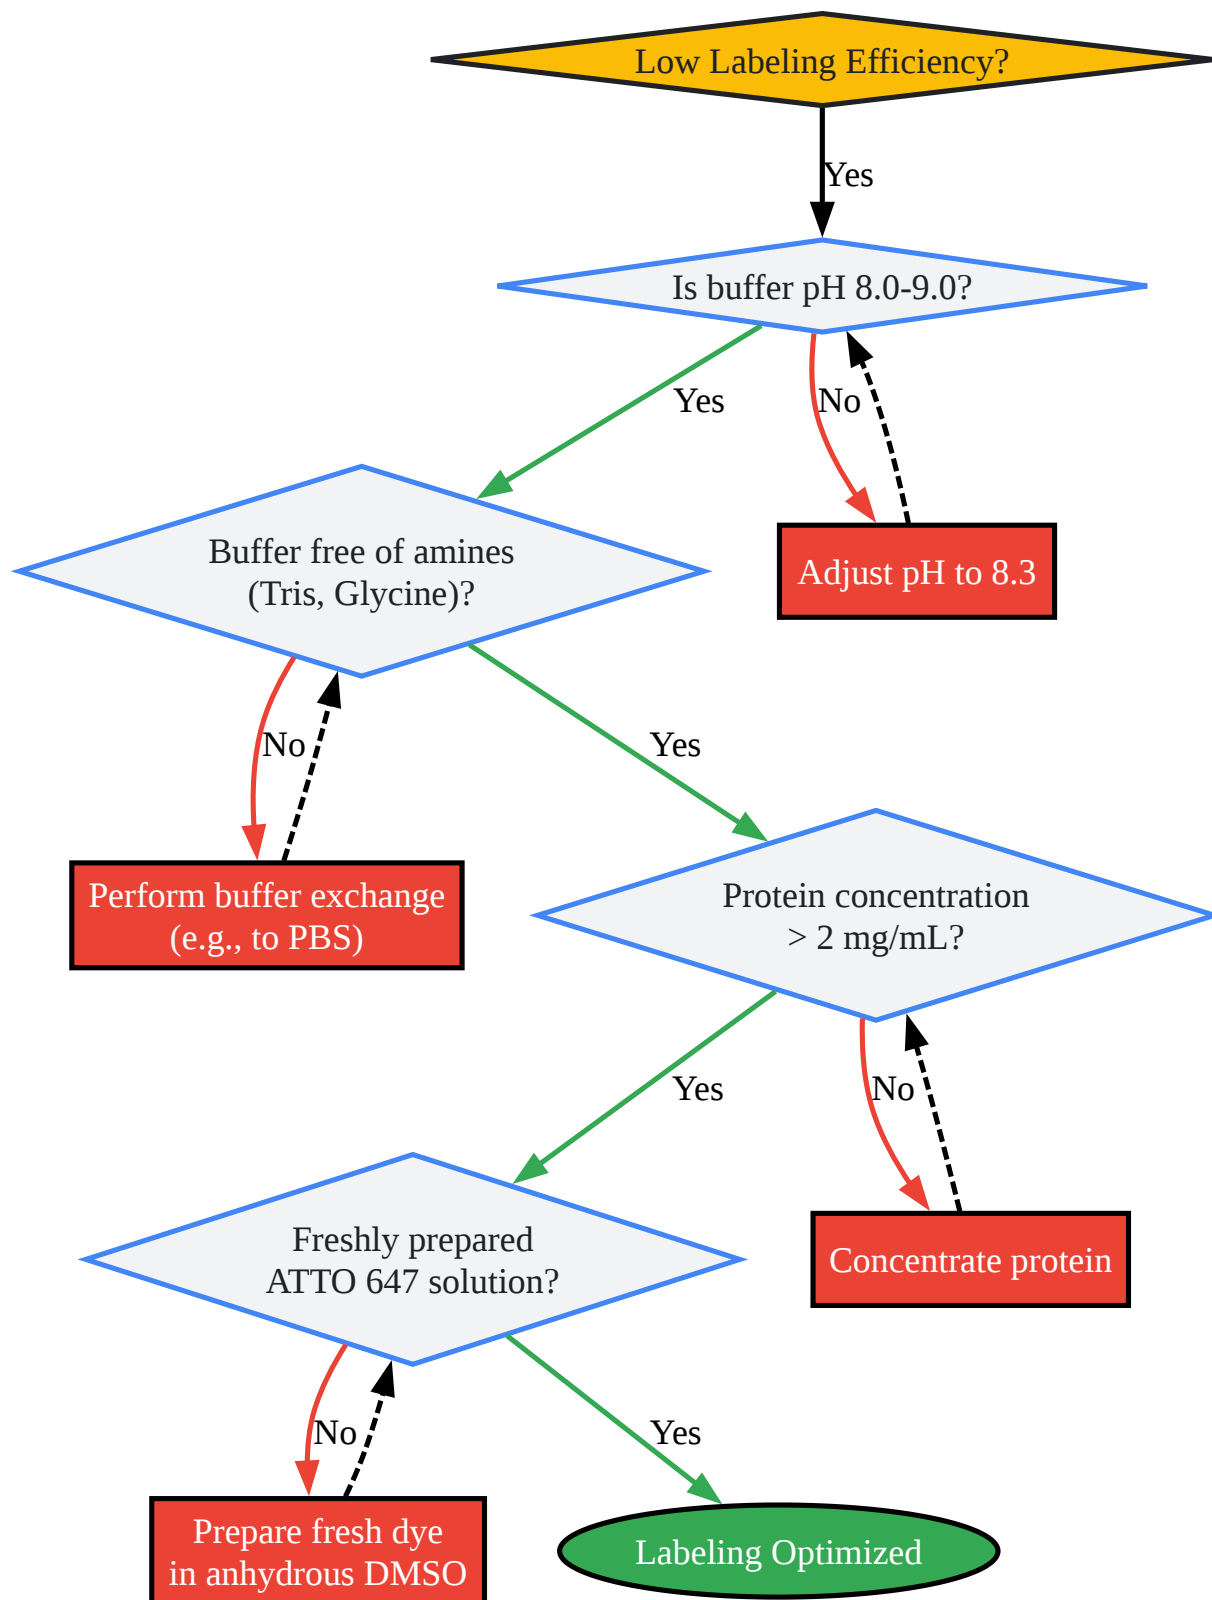 Low Labeling Efficiency?
Yes
Is buffer pH 8.0-9.0?
Yes
No
Buffer free of amines
(Tris, Glycine)?
Adjust pH to 8.3
No
Yes
Perform buffer exchange
(e.g., to PBS)
Protein concentration
> 2 mg/mL?
Yes
No
Freshly prepared
ATTO 647 solution?
Concentrate protein
No
Yes
Prepare fresh dye
in anhydrous DMSO
Labeling Optimized